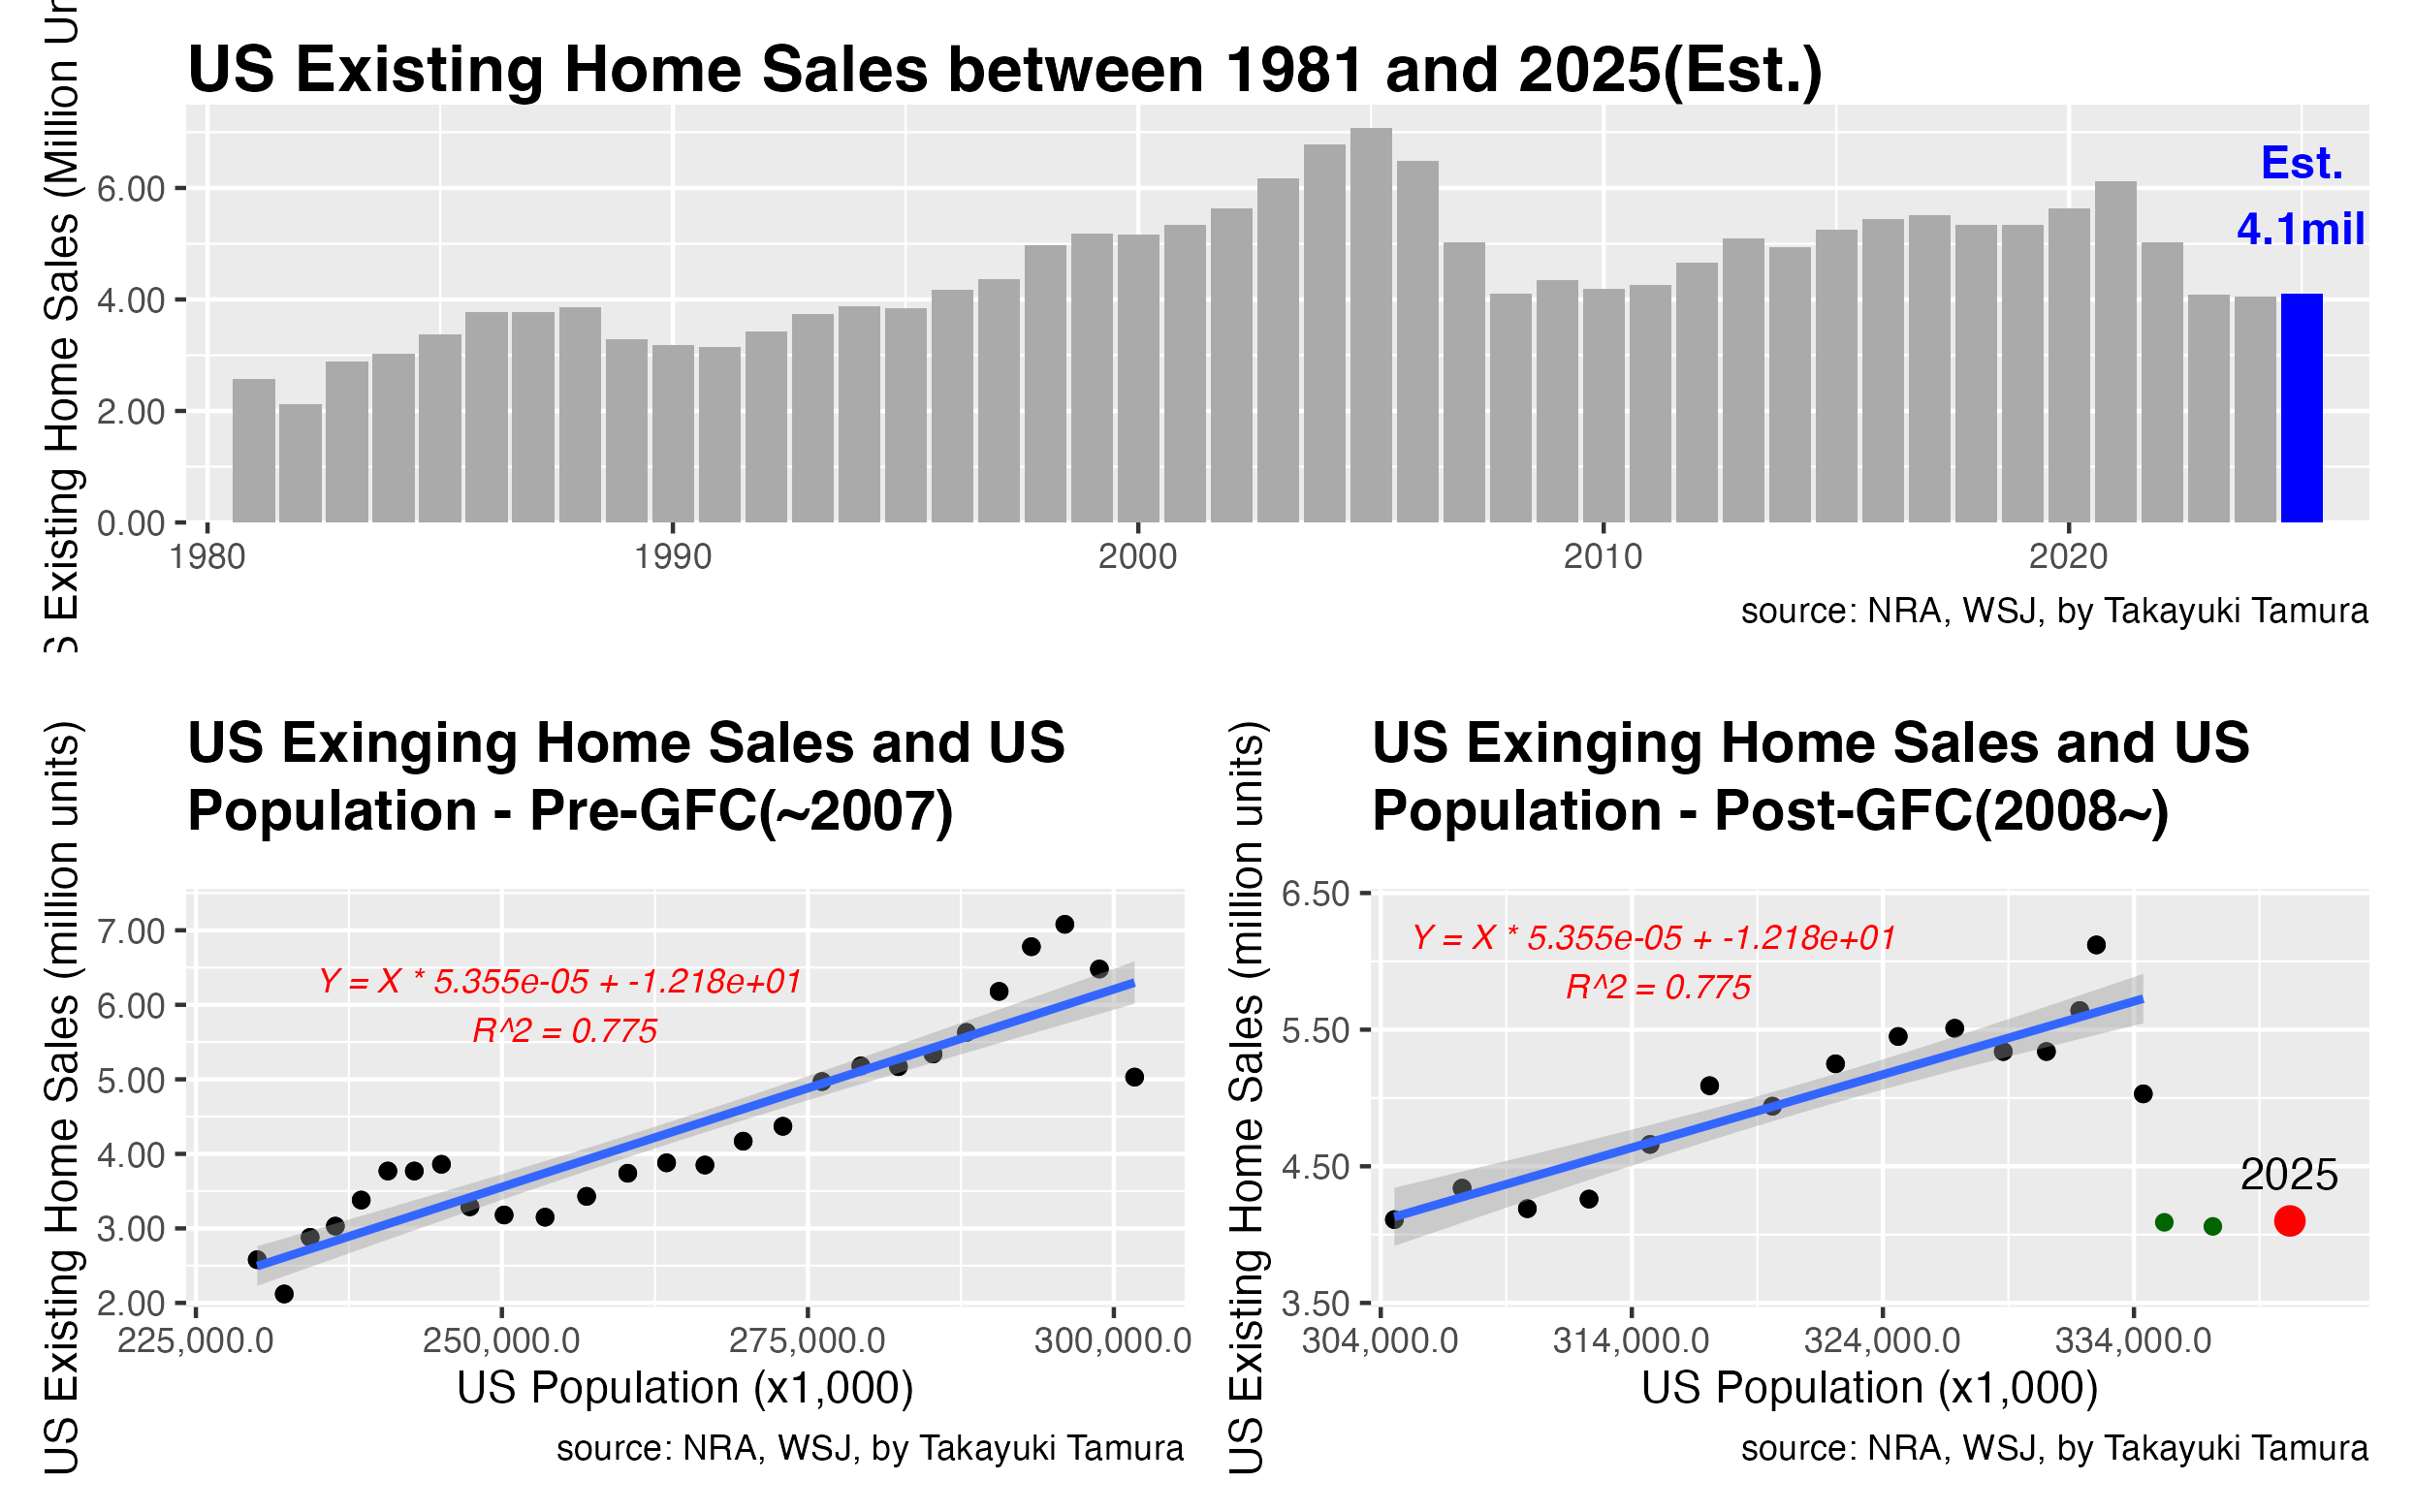 US Existing Home Sales between 1981 and 2025(Est.)
Existing Home Sales (Million
6.00
4.00
2.00
0.00
Est.
4.1mil
1980 1990 2000 2010 2020
source: NRA, WSJ, by Takayuki Tamura
US Exinging Home Sales and US
Population - Pre-GFC(~2007)
US Existing Home Sales (million units)
7.00
6.00
5.00
4.00
3.00
2.00
Y = X * 5.355e-05 + -1.218e+01
R^2 = 0.775
225,000.0 250,000.0 275,000.0 300,000.0
US Population (x1,000)
source: NRA, WSJ, by Takayuki Tamura
US Exinging Home Sales and US
Population - Post-GFC(2008~)
US Existing Home Sales (million units)
6.50
5.50
4.50
3.50
Y = X * 5.355e-05 + -1.218e+01
R^2 = 0.775
2025
304,000.0 314,000.0 324,000.0 334,000.0
US Population (x1,000)
source: NRA, WSJ, by Takayuki Tamura